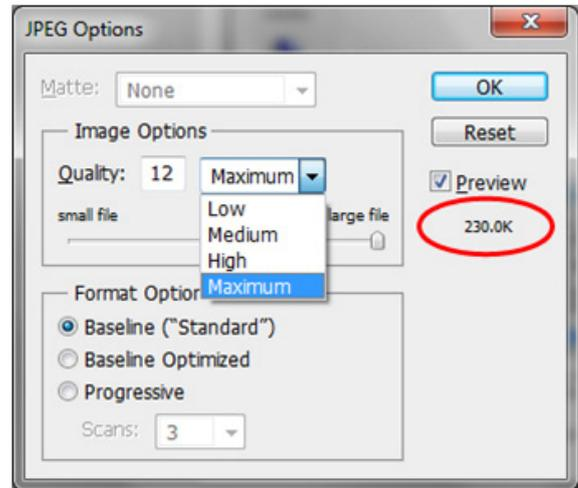 JPEG Options
Matte: None
OK
Image Options
Reset
Quality: 12 Maximum
Preview
small file large file
230.0K
Low
Medium
High
Maximum
Format
Baseline ("Standard")
Baseline Optimized
Progressive
Scans: 3